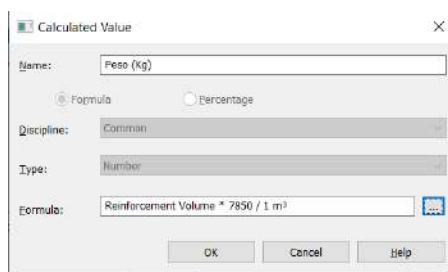 Calculated Value
Name: Peso (Kg)
Formula Percentage
Discipline: Common
Type: Number
Formula: Reinforcement Volume * 7850 / 1 m³ ...
OK Cancel Help